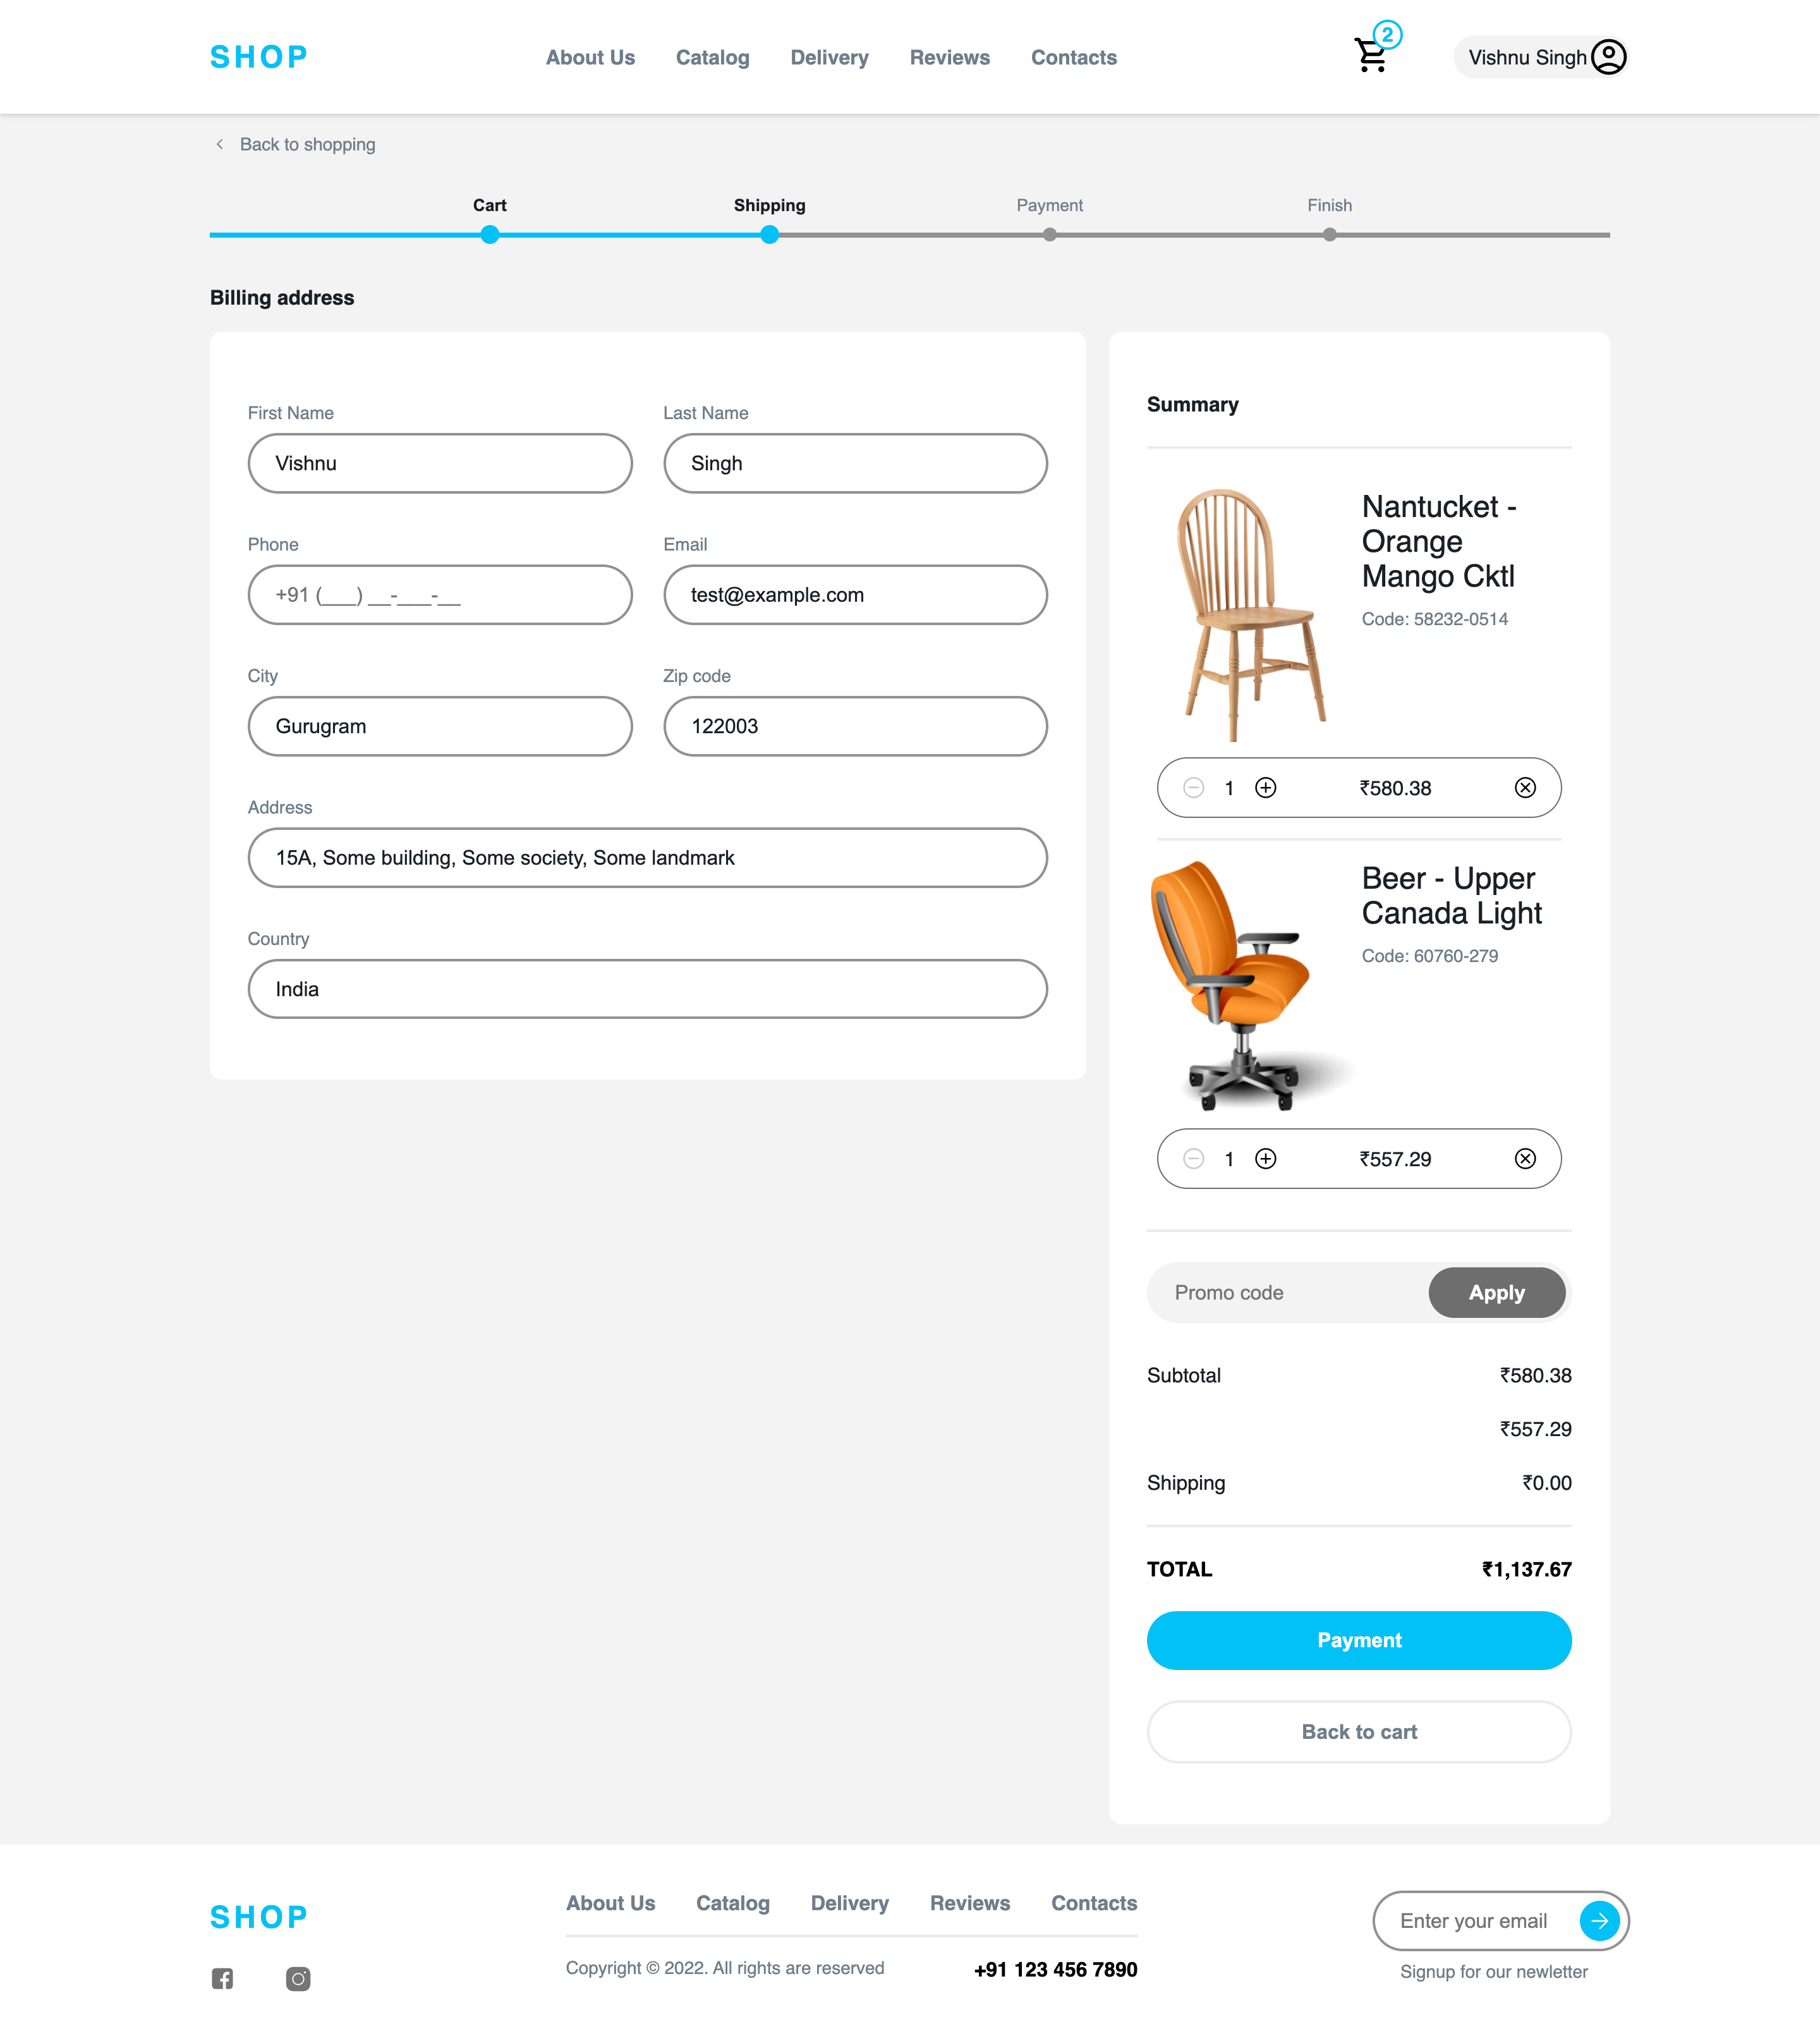 SHOP
About Us
Catalog
Delivery
Reviews
Contacts
2
Vishnu Singh
Back to shopping
Cart
Shipping
Payment
Finish
Billing address
First Name
Vishnu
Last Name
Singh
Phone
+91 (___) __-___-__
Email
test@example.com
City
Gurugram
Zip code
122003
Address
15A, Some building, Some society, Some landmark
Country
India
Summary
Nantucket -
Orange
Mango Cktl
Code: 58232-0514
1
₹580.38
Beer - Upper
Canada Light
Code: 60760-279
1
₹557.29
Promo code
Apply
Subtotal
₹580.38
₹557.29
Shipping
₹0.00
TOTAL
₹1,137.67
Payment
Back to cart
SHOP
About Us
Catalog
Delivery
Reviews
Contacts
Copyright © 2022. All rights are reserved
+91 123 456 7890
Enter your email
Signup for our newletter